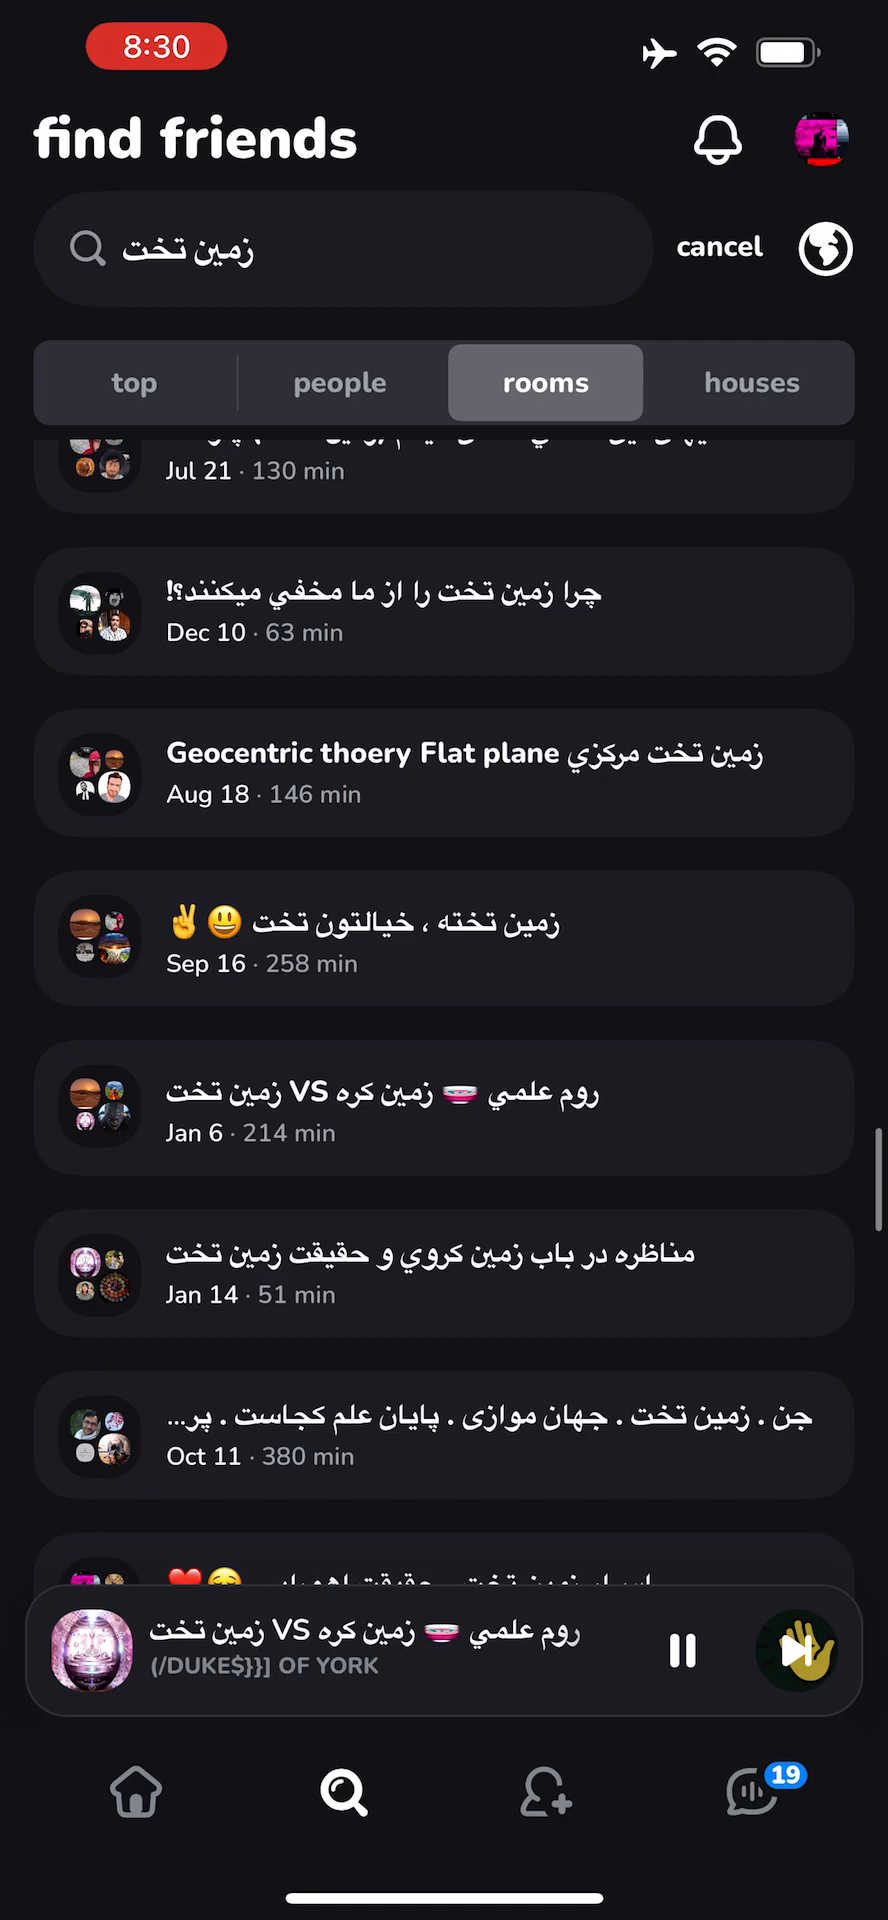 8:30
find friends
زمین تخت
cancel
top
people
rooms
houses
Jul 21 · 130 min
چرا زمین تخت را از ما مخفي میکنند؟!
Dec 10 · 63 min
Geocentric thoery Flat plane زمین تخت مرکزي
Aug 18 · 146 min
زمین تخته ، خیالتون تخت 😃 ✌️
Sep 16 · 258 min
روم علمي 🍧 زمین کره VS زمین تخت
Jan 6 · 214 min
مناظره در باب زمین کروي و حقیقت زمین تخت
Jan 14 · 51 min
جن . زمین تخت . جهان موازی . پایان علم کجاست . پر...
Oct 11 · 380 min
روم علمي 🍧 زمین کره VS زمین تخت
(/DUKE$}}] OF YORK
19